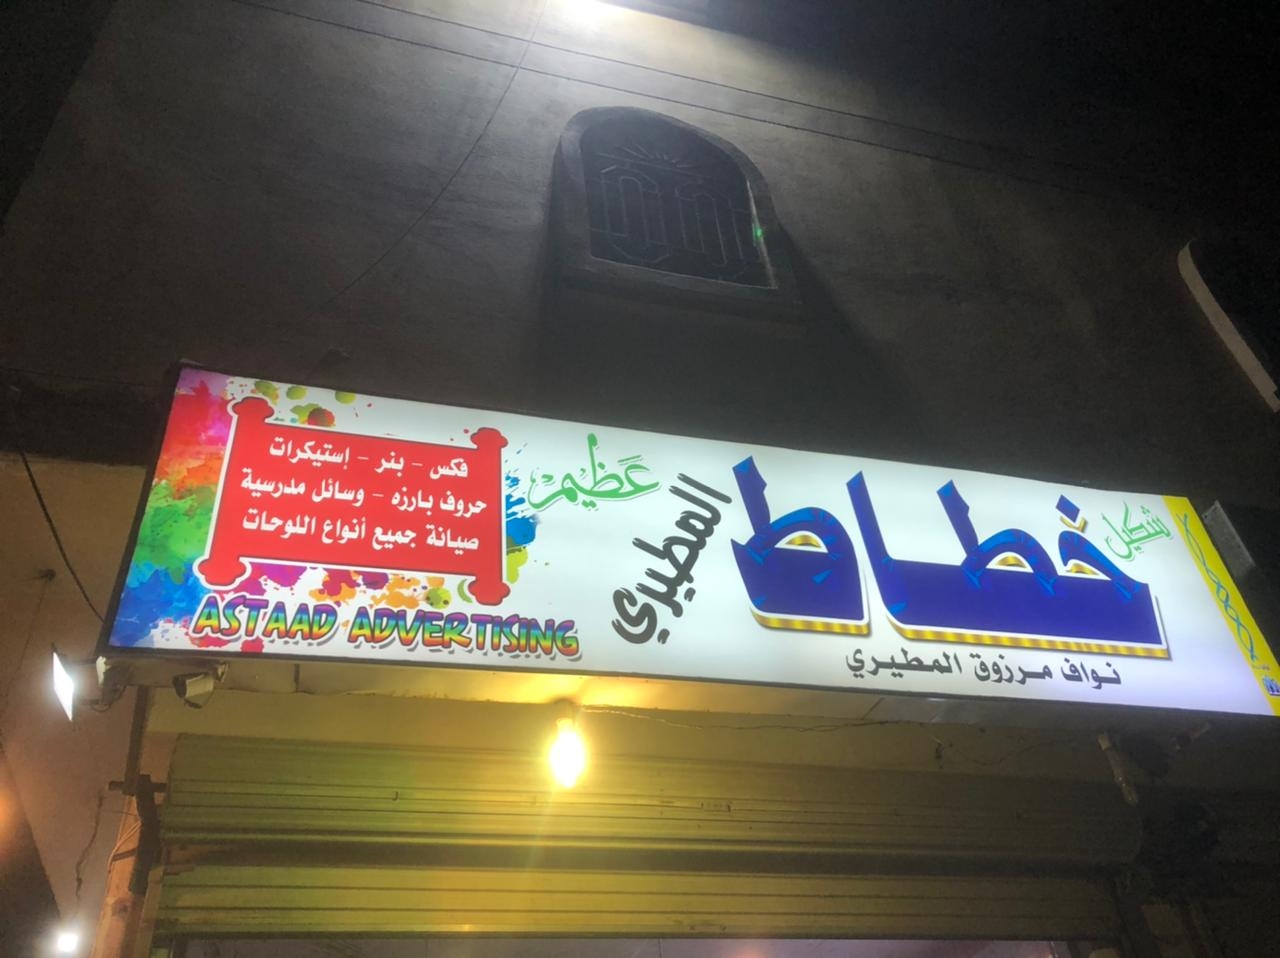 شكيل
خطاط
المطيري
عظيم
نواف مرزوق المطيري
فكس - بنر - إستيكرات
حروف بارزه - وسائل مدرسية
صيانة جميع أنواع اللوحات
ASTAAD ADVERTISING